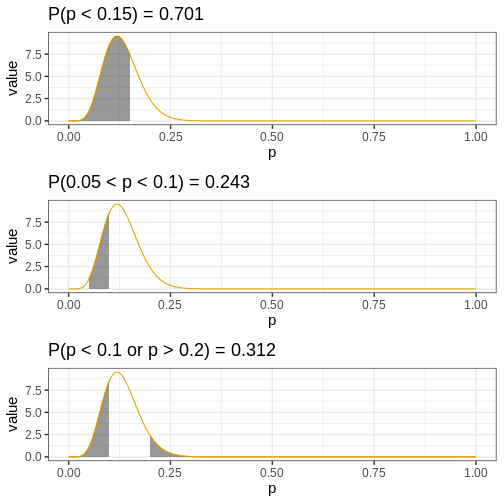 P(p < 0.15) = 0.701
value
7.5
5.0
2.5
0.0
0.00 0.25 0.50 0.75 1.00
p
P(0.05 < p < 0.1) = 0.243
value
7.5
5.0
2.5
0.0
0.00 0.25 0.50 0.75 1.00
p
P(p < 0.1 or p > 0.2) = 0.312
value
7.5
5.0
2.5
0.0
0.00 0.25 0.50 0.75 1.00
p